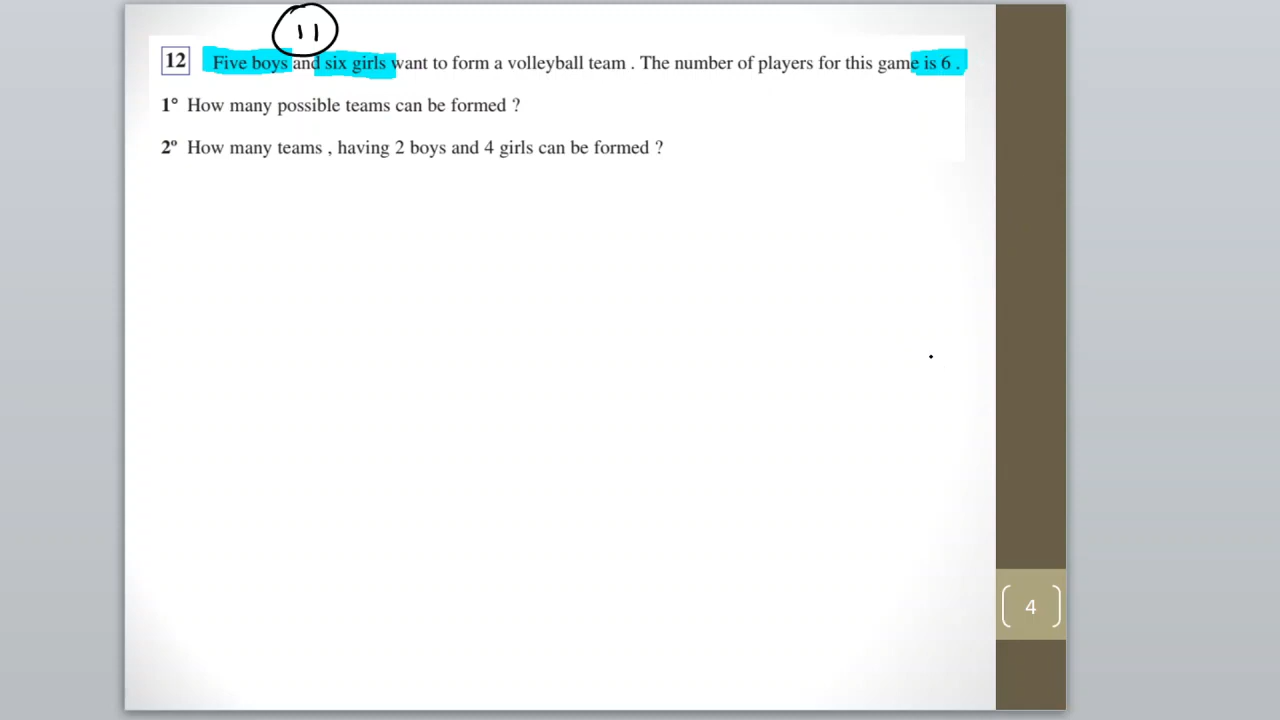 11
12 Five boys and six girls want to form a volleyball team . The number of players for this game is 6 .
1° How many possible teams can be formed ?
2º How many teams , having 2 boys and 4 girls can be formed ?
4